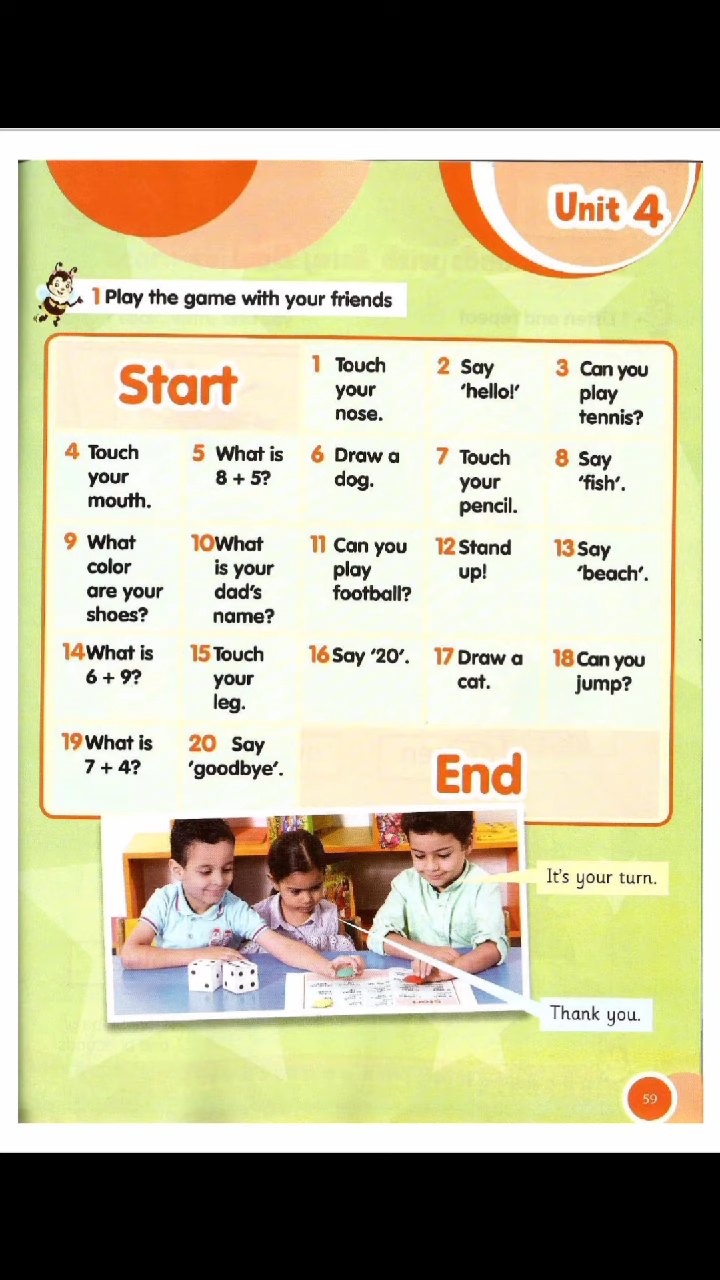 Unit 4
1 Play the game with your friends
Start
1 Touch
your
nose.
2 Say
'hello!'
3 Can you
play
tennis?
4 Touch
your
mouth.
5 What is
8 + 5?
6 Draw a
dog.
7 Touch
your
pencil.
8 Say
'fish'.
9 What
color
are your
shoes?
10 What
is your
dad's
name?
11 Can you
play
football?
12 Stand
up!
13 Say
'beach'.
14 What is
6 + 9?
15 Touch
your
leg.
16 Say '20'.
17 Draw a
cat.
18 Can you
jump?
19 What is
7 + 4?
20 Say
'goodbye'.
End
It's your turn.
Thank you.
59